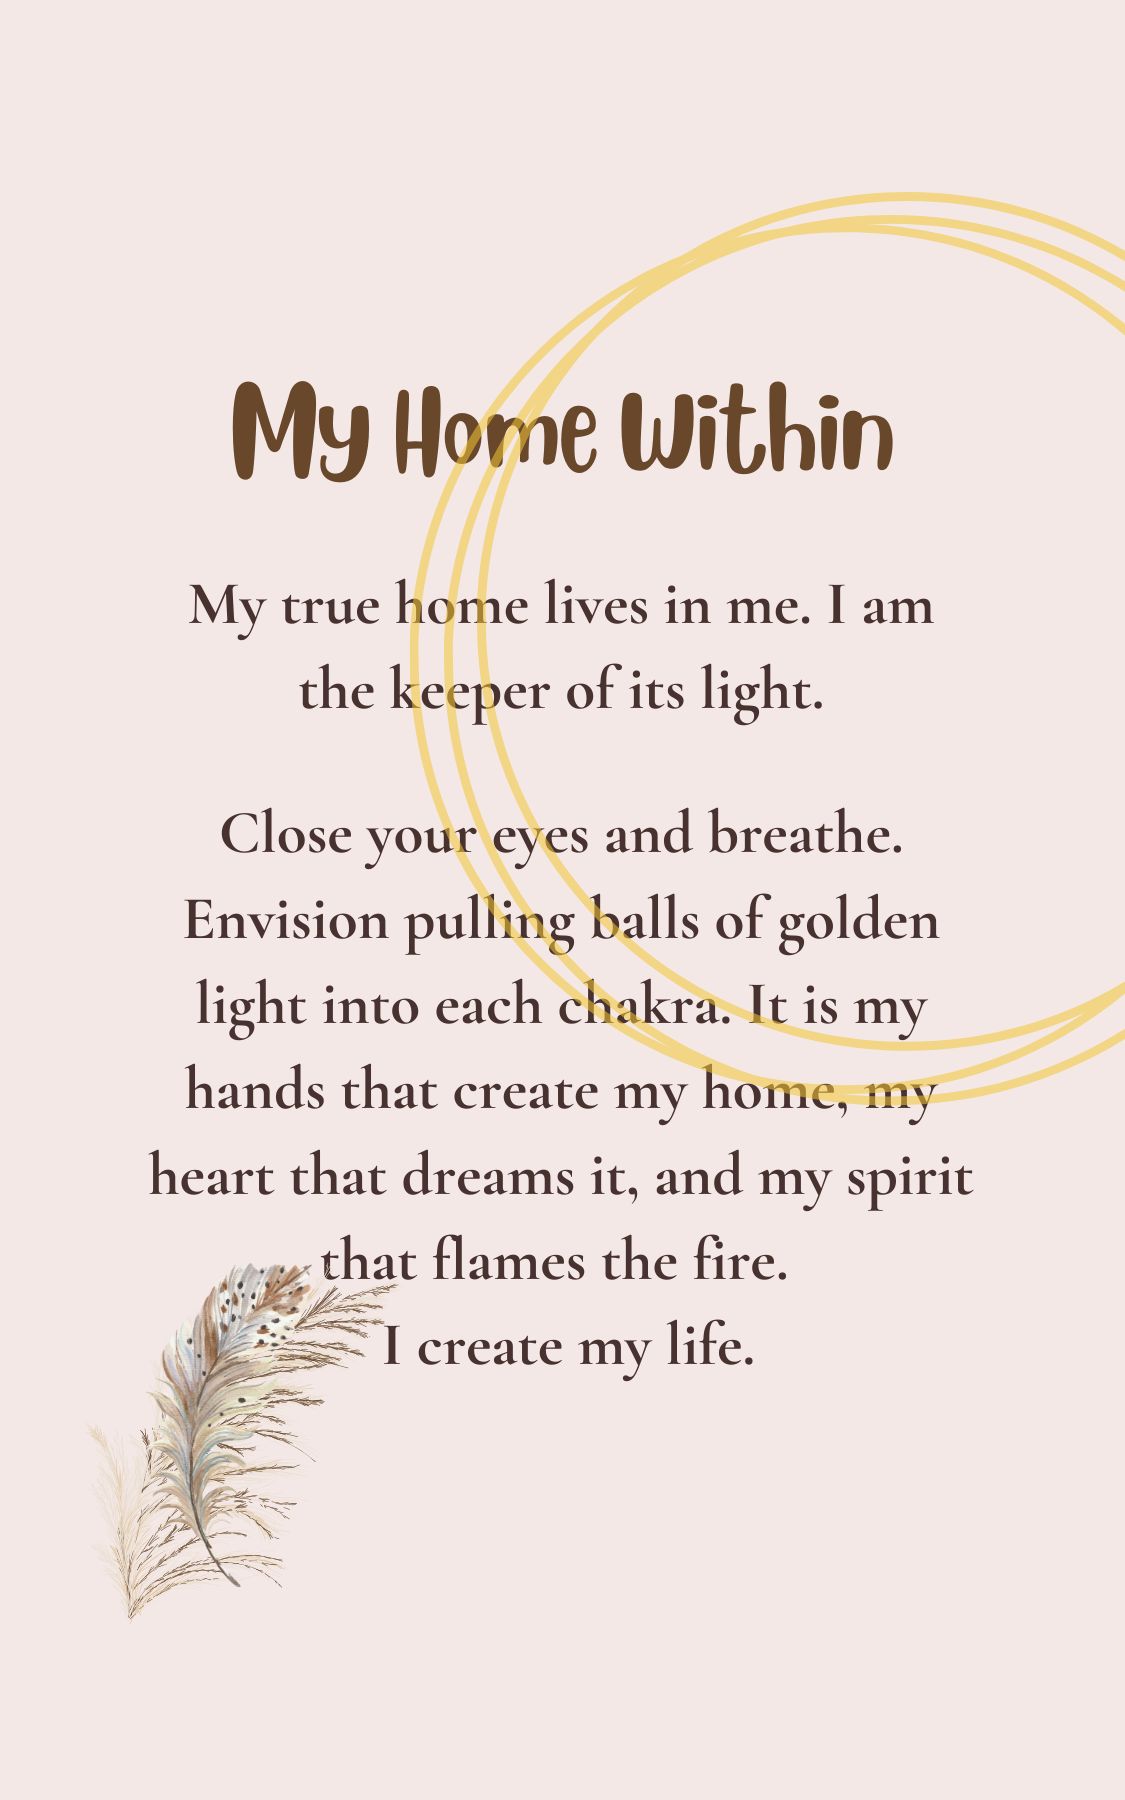 My Home Within
My true home lives in me. I am
the keeper of its light.
Close your eyes and breathe.
Envision pulling balls of golden
light into each chakra. It is my
hands that create my home, my
heart that dreams it, and my spirit
that flames the fire.
I create my life.